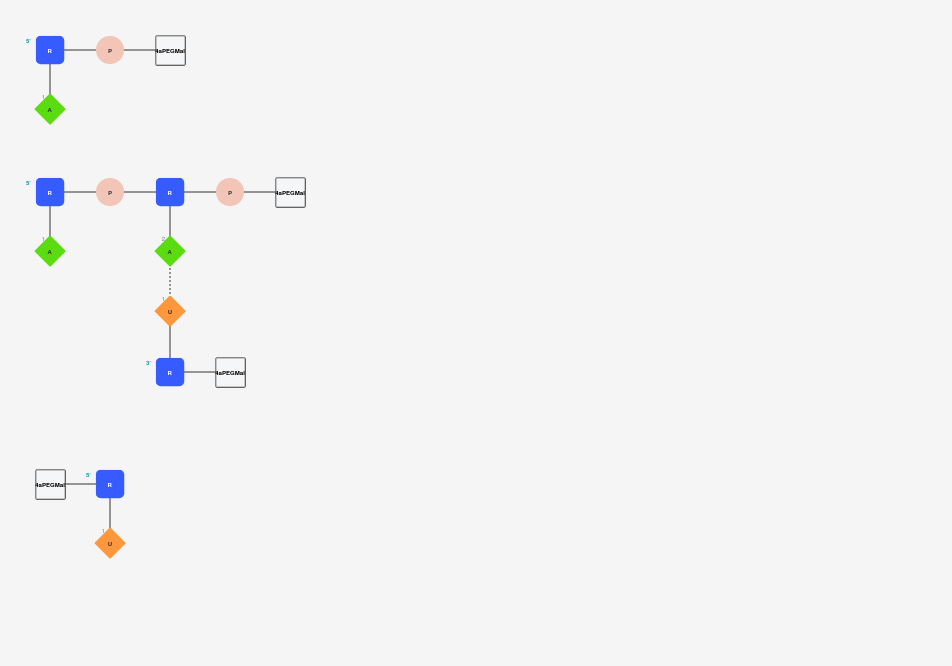 5'
R P 4aPEGMal
1
A
5'
R P R P 4aPEGMal
1 2
A A
1
U
3'
R 4aPEGMal
5'
4aPEGMal R
1
U